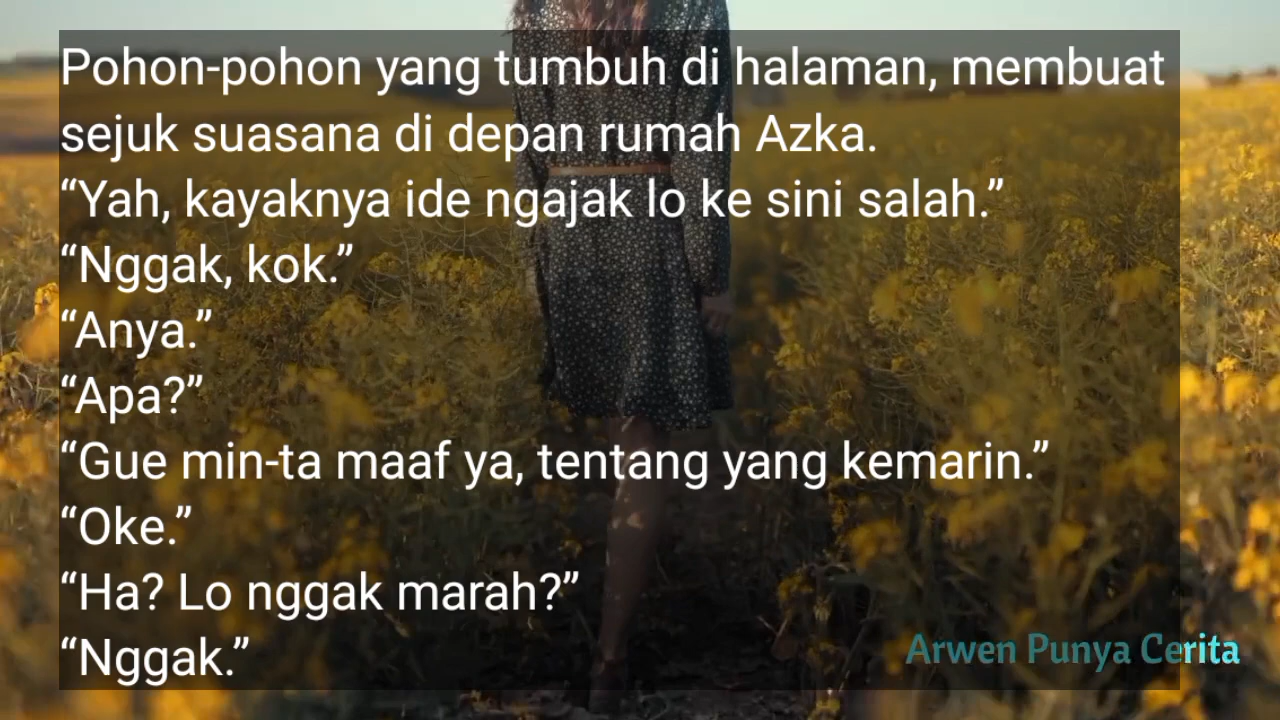 Pohon-pohon yang tumbuh di halaman, membuat
sejuk suasana di depan rumah Azka.
“Yah, kayaknya ide ngajak lo ke sini salah.”
“Nggak, kok.”
“Anya.”
“Apa?”
“Gue min-ta maaf ya, tentang yang kemarin.”
“Oke.”
“Ha? Lo nggak marah?”
“Nggak.”
Arwen Punya Cerita